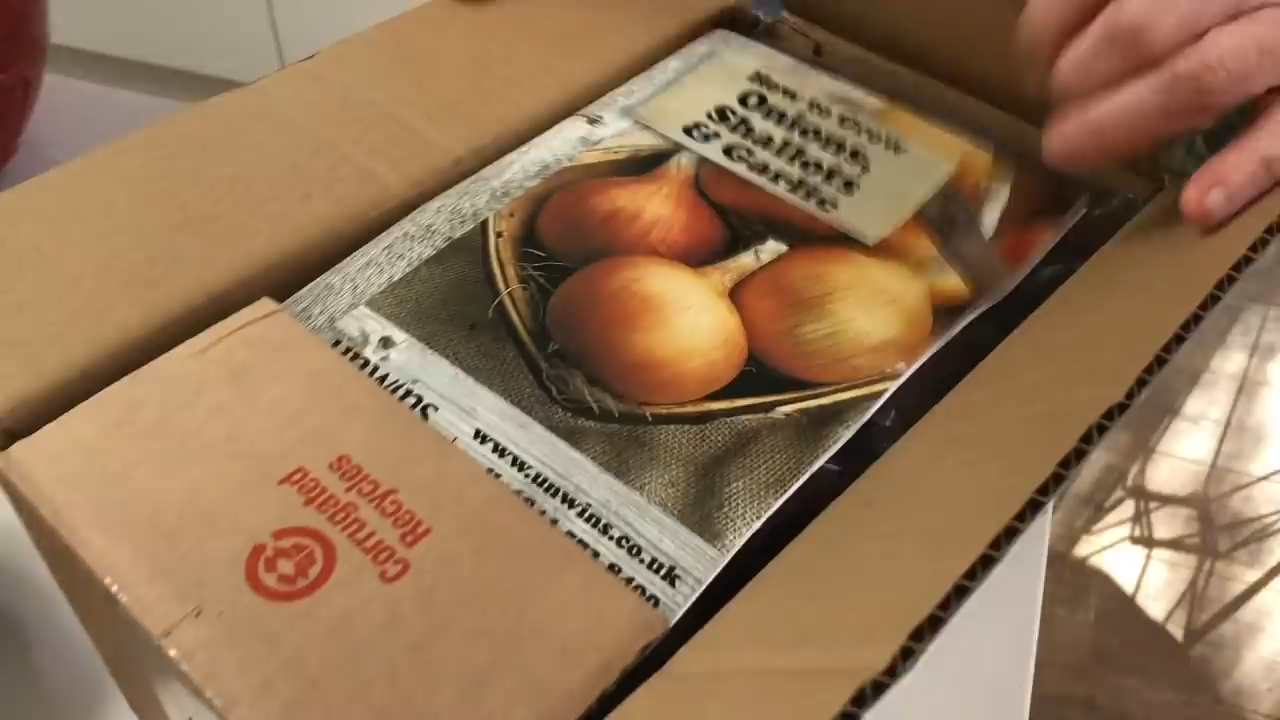 How to Grow
Onions,
Shallots
& Garlic
unwins
www.unwins.co.uk
Corrugated
Recycles